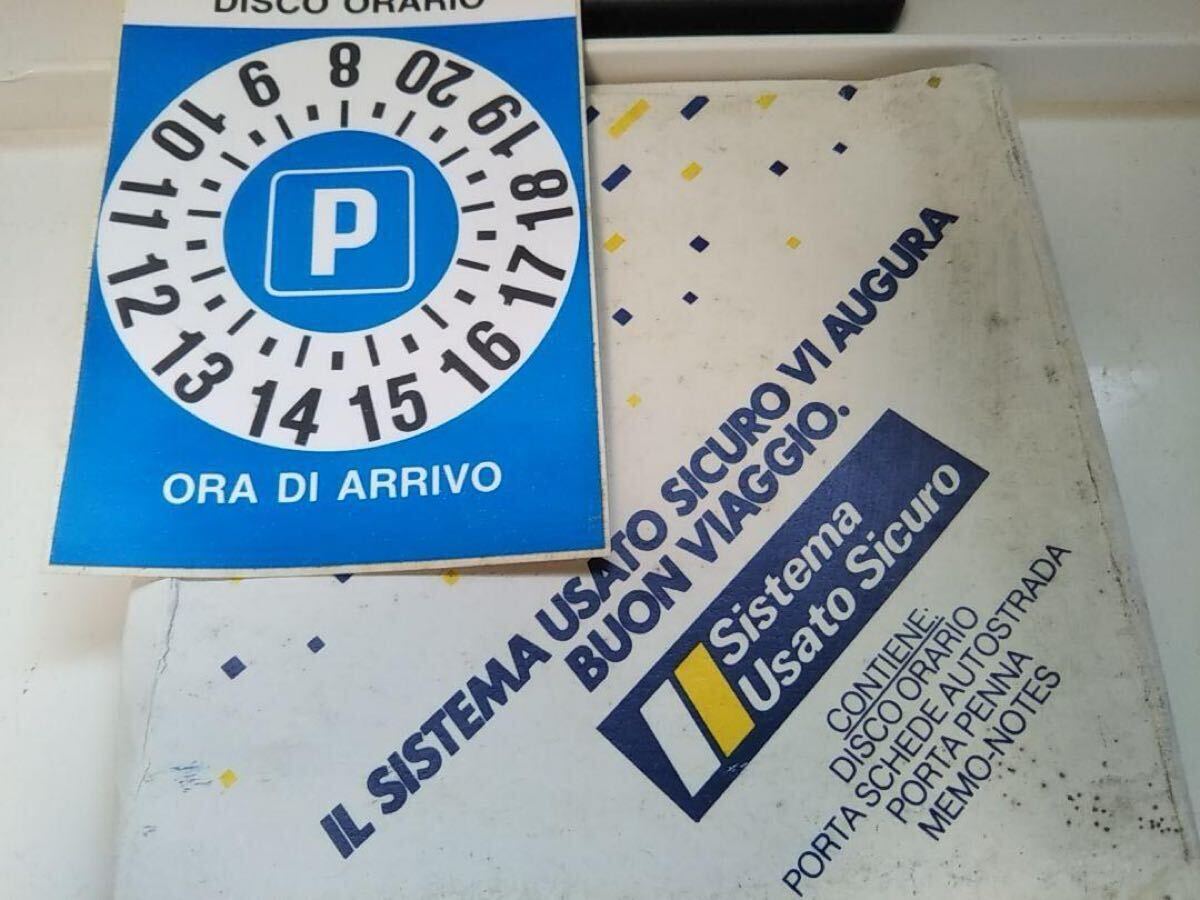 DISCO ORARIO
8
9
10
11
12
13
14
15
16
17
18
19
20
P
ORA DI ARRIVO
IL SISTEMA USATO SICURO VI AUGURA
BUON VIAGGIO.
Sistema
Usato Sicuro
CONTIENE:
DISCO ORARIO
PORTA SCHEDE AUTOSTRADA
PORTA PENNA
MEMO-NOTES